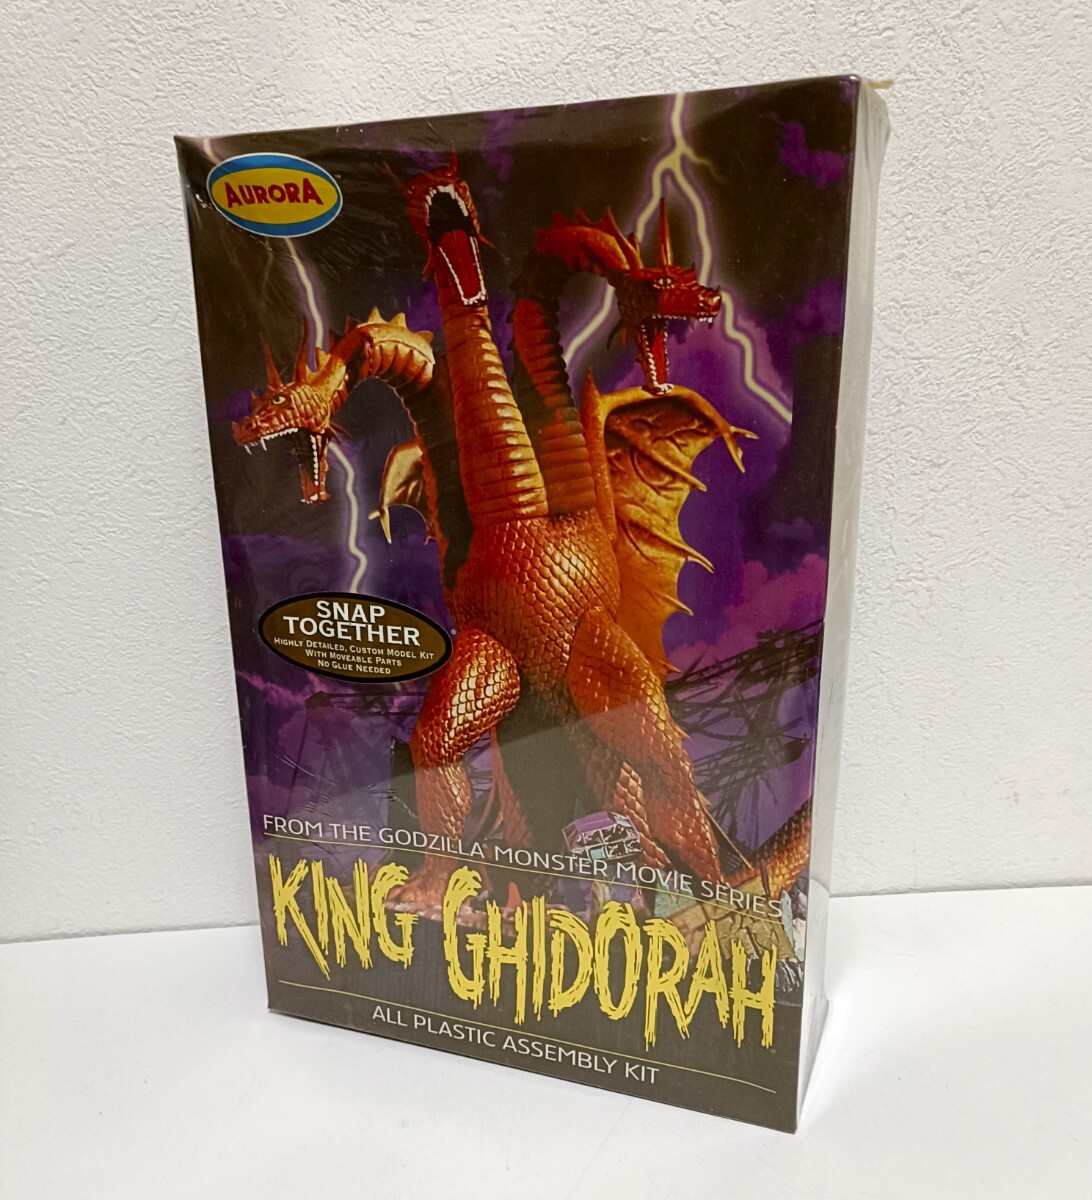 AURORA
SNAP
TOGETHER
HIGHLY DETAILED, CUSTOM MODEL KIT
WITH MOVEABLE PARTS
NO GLUE NEEDED
FROM THE GODZILLA MONSTER MOVIE SERIES
KING GHIDORAH
ALL PLASTIC ASSEMBLY KIT